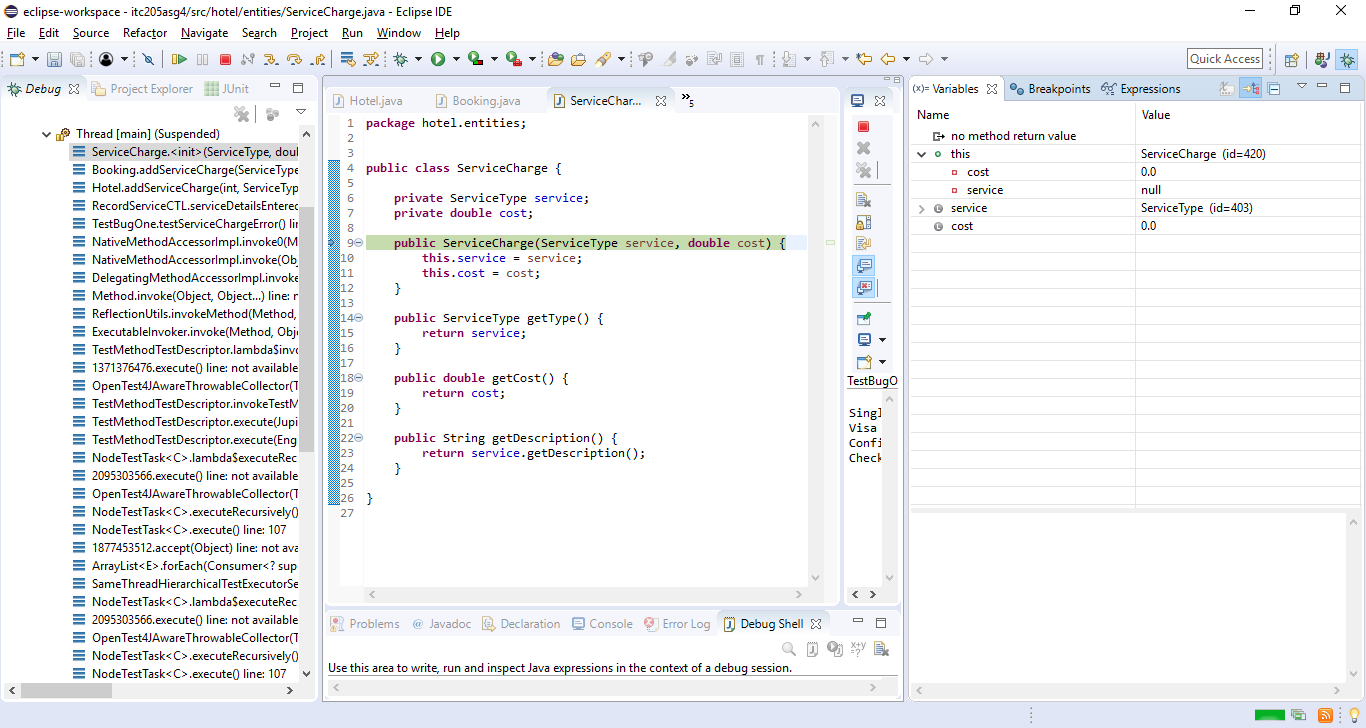 eclipse-workspace - itc205asg4/src/hotel/entities/ServiceCharge.java - Eclipse IDE
File Edit Source Refactor Navigate Search Project Run Window Help
Quick Access
Debug Project Explorer JUnit
Thread [main] (Suspended)
ServiceCharge.<init>(ServiceType, doul
Booking.addServiceCharge(ServiceType
Hotel.addServiceCharge(int, ServiceTyp
RecordServiceCTL.serviceDetailsEntered
TestBugOne.testServiceChargeError() lin
NativeMethodAccessorImpl.invoke0(M
NativeMethodAccessorImpl.invoke(Obj
DelegatingMethodAccessorImpl.invoke
Method.invoke(Object, Object...) line: n
ReflectionUtils.invokeMethod(Method,
ExecutableInvoker.invoke(Method, Obj
TestMethodTestDescriptor.lambda$invo
1371376476.execute() line: not available
OpenTest4JAwareThrowableCollector(T
TestMethodTestDescriptor.invokeTestM
TestMethodTestDescriptor.execute(Jupi
TestMethodTestDescriptor.execute(Eng
NodeTestTask<C>.lambda$executeRec
2095303566.execute() line: not available
OpenTest4JAwareThrowableCollector(T
NodeTestTask<C>.executeRecursively()
NodeTestTask<C>.execute() line: 107
1877453512.accept(Object) line: not ava
ArrayList<E>.forEach(Consumer<? sup
SameThreadHierarchicalTestExecutorSe
NodeTestTask<C>.lambda$executeRec
2095303566.execute() line: not available
OpenTest4JAwareThrowableCollector(T
NodeTestTask<C>.executeRecursively()
NodeTestTask<C>.execute() line: 107
Hotel.java Booking.java ServiceChar... »5
1 package hotel.entities;
2
3
4 public class ServiceCharge {
5
6 private ServiceType service;
7 private double cost;
8
9 public ServiceCharge(ServiceType service, double cost) {
10 this.service = service;
11 this.cost = cost;
12 }
13
14 public ServiceType getType() {
15 return service;
16 }
17
18 public double getCost() {
19 return cost;
20 }
21
22 public String getDescription() {
23 return service.getDescription();
24 }
25
26 }
27
TestBugO
Singl
Visa
Confi
Check
Problems @ Javadoc Declaration Console Error Log Debug Shell
Use this area to write, run and inspect Java expressions in the context of a debug session.
(x)= Variables Breakpoints Expressions
Name Value
no method return value
this ServiceCharge (id=420)
cost 0.0
service null
service ServiceType (id=403)
cost 0.0